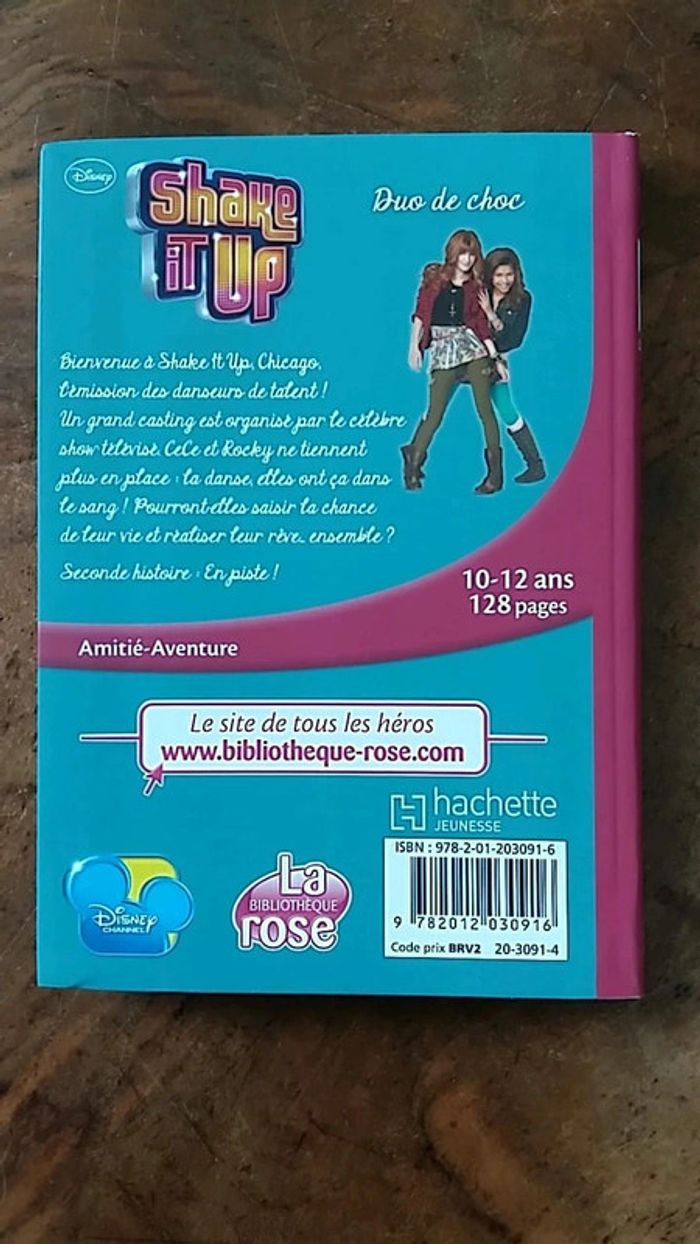 Disney
Shake
iT Up
Duo de choc
Bienvenue à Shake It Up, Chicago,
l'émission des danseurs de talent !
Un grand casting est organisé par le célèbre
show télévisé. CeCe et Rocky ne tiennent
plus en place : la danse, elles ont ça dans
le sang ! Pourront-elles saisir la chance
de leur vie et réaliser leur rêve... ensemble ?
Seconde histoire : En piste !
10-12 ans
128 pages
Amitié-Aventure
Le site de tous les héros
www.bibliotheque-rose.com
hachette
JEUNESSE
ISBN : 978-2-01-203091-6
9 782012 030916
Code prix BRV2 20-3091-4
Disney
CHANNEL
La
BIBLIOTHÈQUE
rose